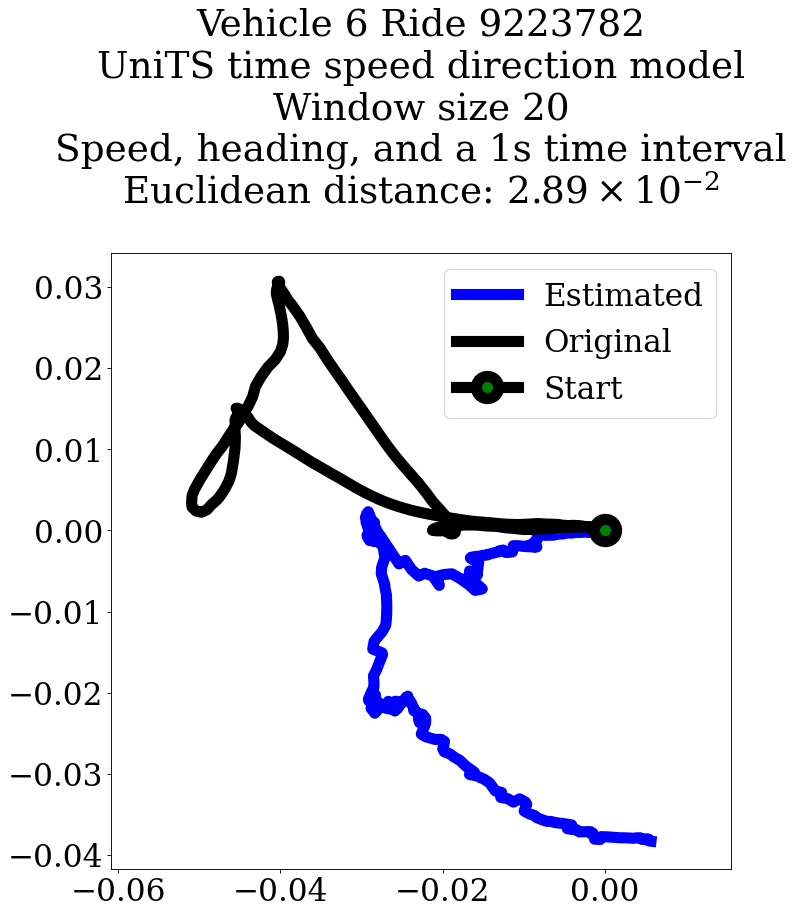 Vehicle 6 Ride 9223782
UniTS time speed direction model
Window size 20
Speed, heading, and a 1s time interval
Euclidean distance: 2.89 × 10⁻²
Estimated
Original
Start
0.03
0.02
0.01
0.00
−0.01
−0.02
−0.03
−0.04
−0.06 −0.04 −0.02 0.00